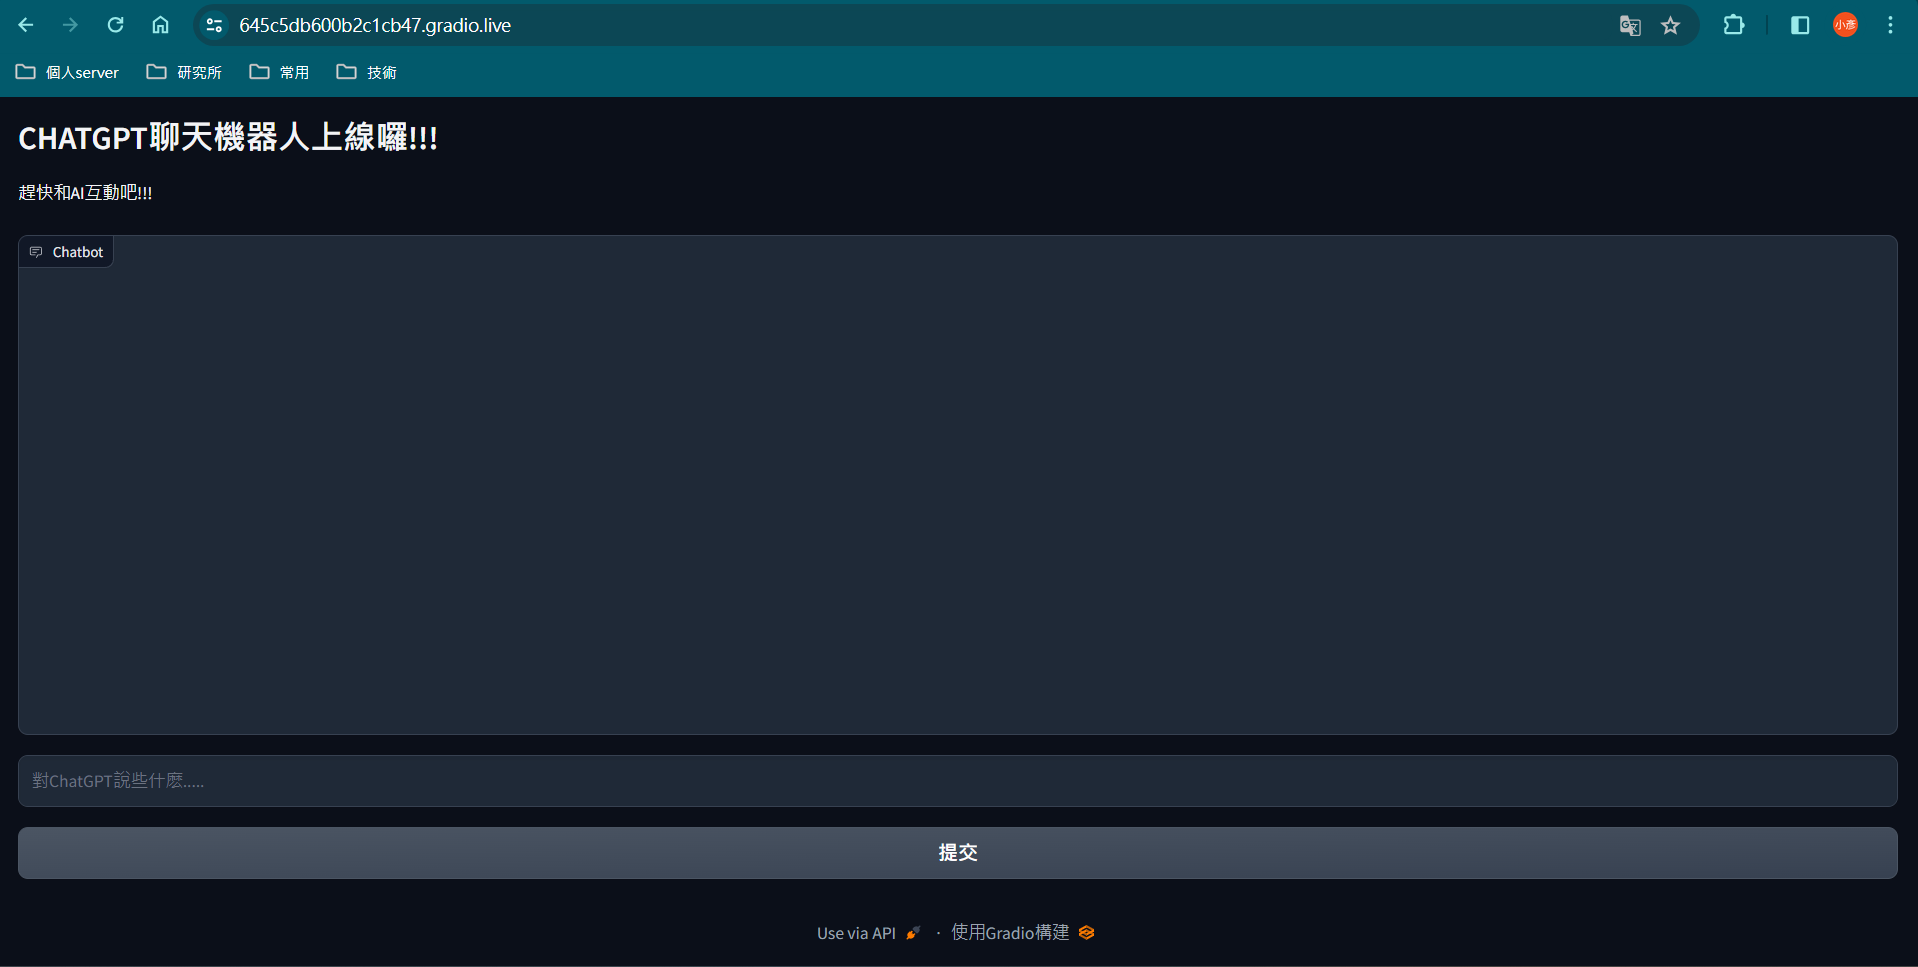 645c5db600b2c1cb47.gradio.live
小彥
個人server 研究所 常用 技術
CHATGPT聊天機器人上線囉!!!
趕快和AI互動吧!!!
Chatbot
對ChatGPT說些什麽.....
提交
Use via API · 使用Gradio構建